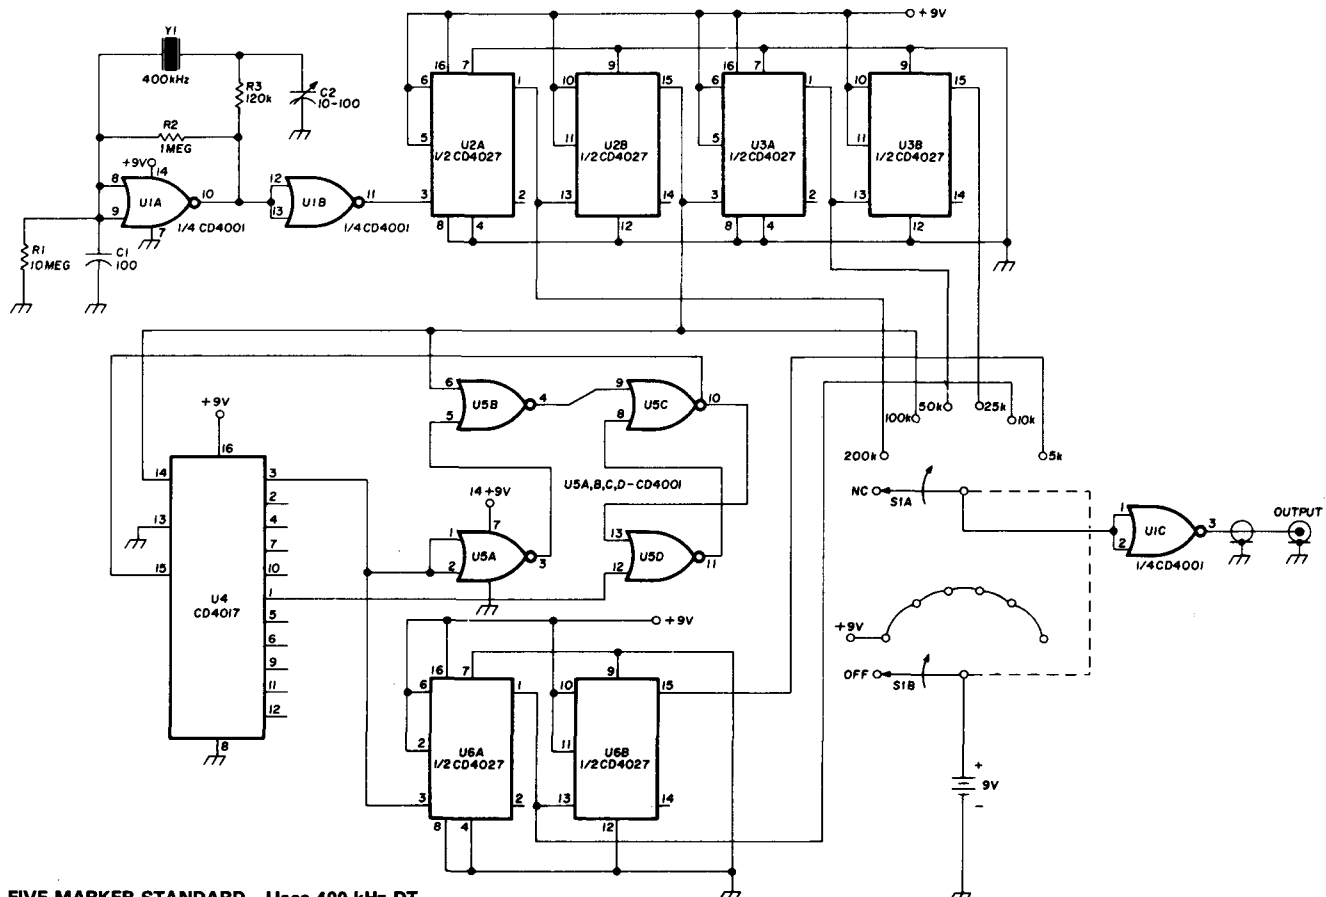 Y1
400kHz
R3
120k
C2
10-100
R2
1MEG
+9V
14
8
9
U1A
10
7
1/4 CD4001
R1
10MEG
C1
100
12
13
U1B
11
1/4 CD4001
+9V
16
7
6
5
3
1
2
8
4
U2A
1/2 CD4027
9
10
11
13
15
14
12
U2B
1/2 CD4027
16
7
6
5
3
1
2
8
4
U3A
1/2 CD4027
9
10
11
13
15
14
12
U3B
1/2 CD4027
+9V
16
14
13
15
U4
CD4017
3
2
4
7
10
1
5
6
9
11
12
8
6
5
U5B
4
9
8
U5C
10
U5A,B,C,D-CD4001
14 +9V
7
1
2
U5A
3
13
12
U5D
11
+9V
16
7
6
2
3
1
2
8
4
U6A
1/2 CD4027
9
10
11
13
15
14
12
U6B
1/2 CD4027
200k
100k
50k
25k
10k
5k
NC
S1A
1
2
U1C
3
1/4 CD4001
OUTPUT
+9V
OFF
S1B
+
9V
-
FIVE-MARKER STANDARD—Uses 400-kHz DT